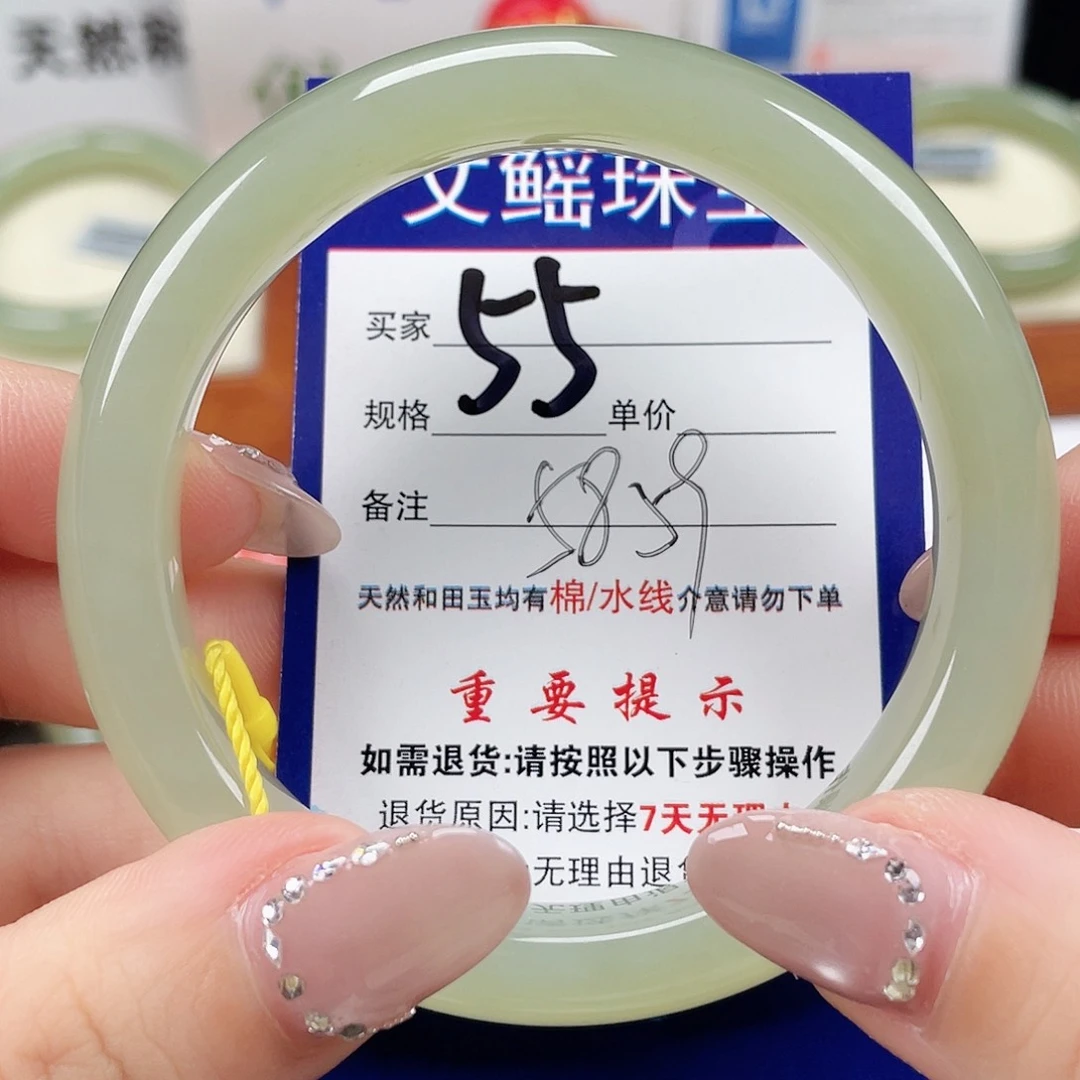 天然
文鳐珠宝
买家
55
规格 单价
备注
天然和田玉均有棉/水线介意请勿下单
重要提示
如需退货:请按照以下步骤操作
退货原因:请选择7天无理由
无理由退货